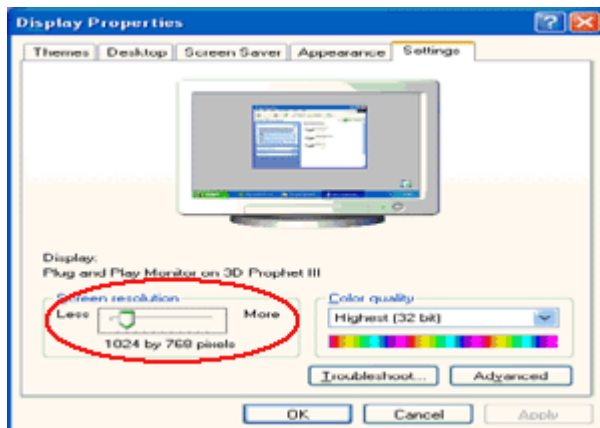 Display Properties
Themes Desktop Screen Saver Appearance Settings
Display:
Plug and Play Monitor on 3D Prophet III
Screen resolution
Less More
1024 by 768 pixels
Color quality
Highest (32 bit)
Troubleshoot... Advanced
OK Cancel Apply